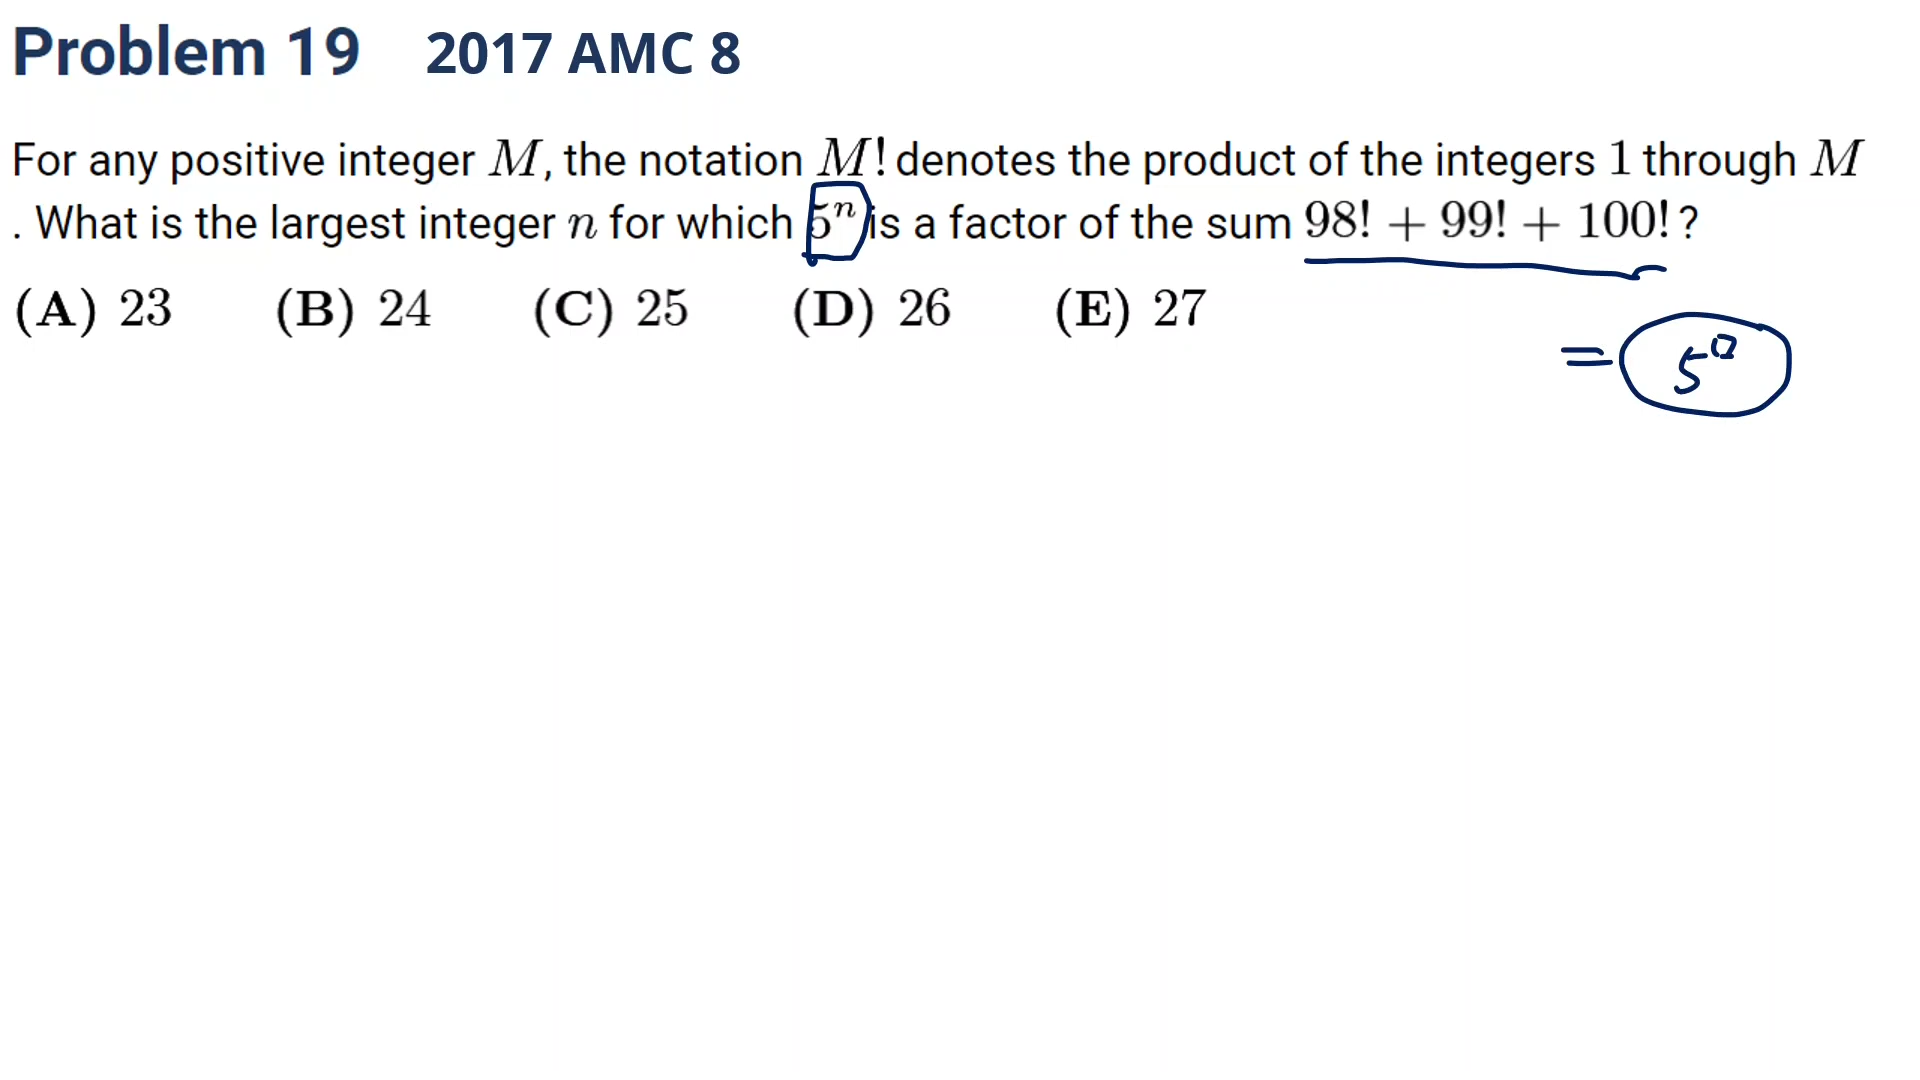 Problem 19 2017 AMC 8
For any positive integer M, the notation M! denotes the product of the integers 1 through M
. What is the largest integer n for which 5ⁿ is a factor of the sum 98! + 99! + 100! ?
(A) 23 (B) 24 (C) 25 (D) 26 (E) 27
= 5^□